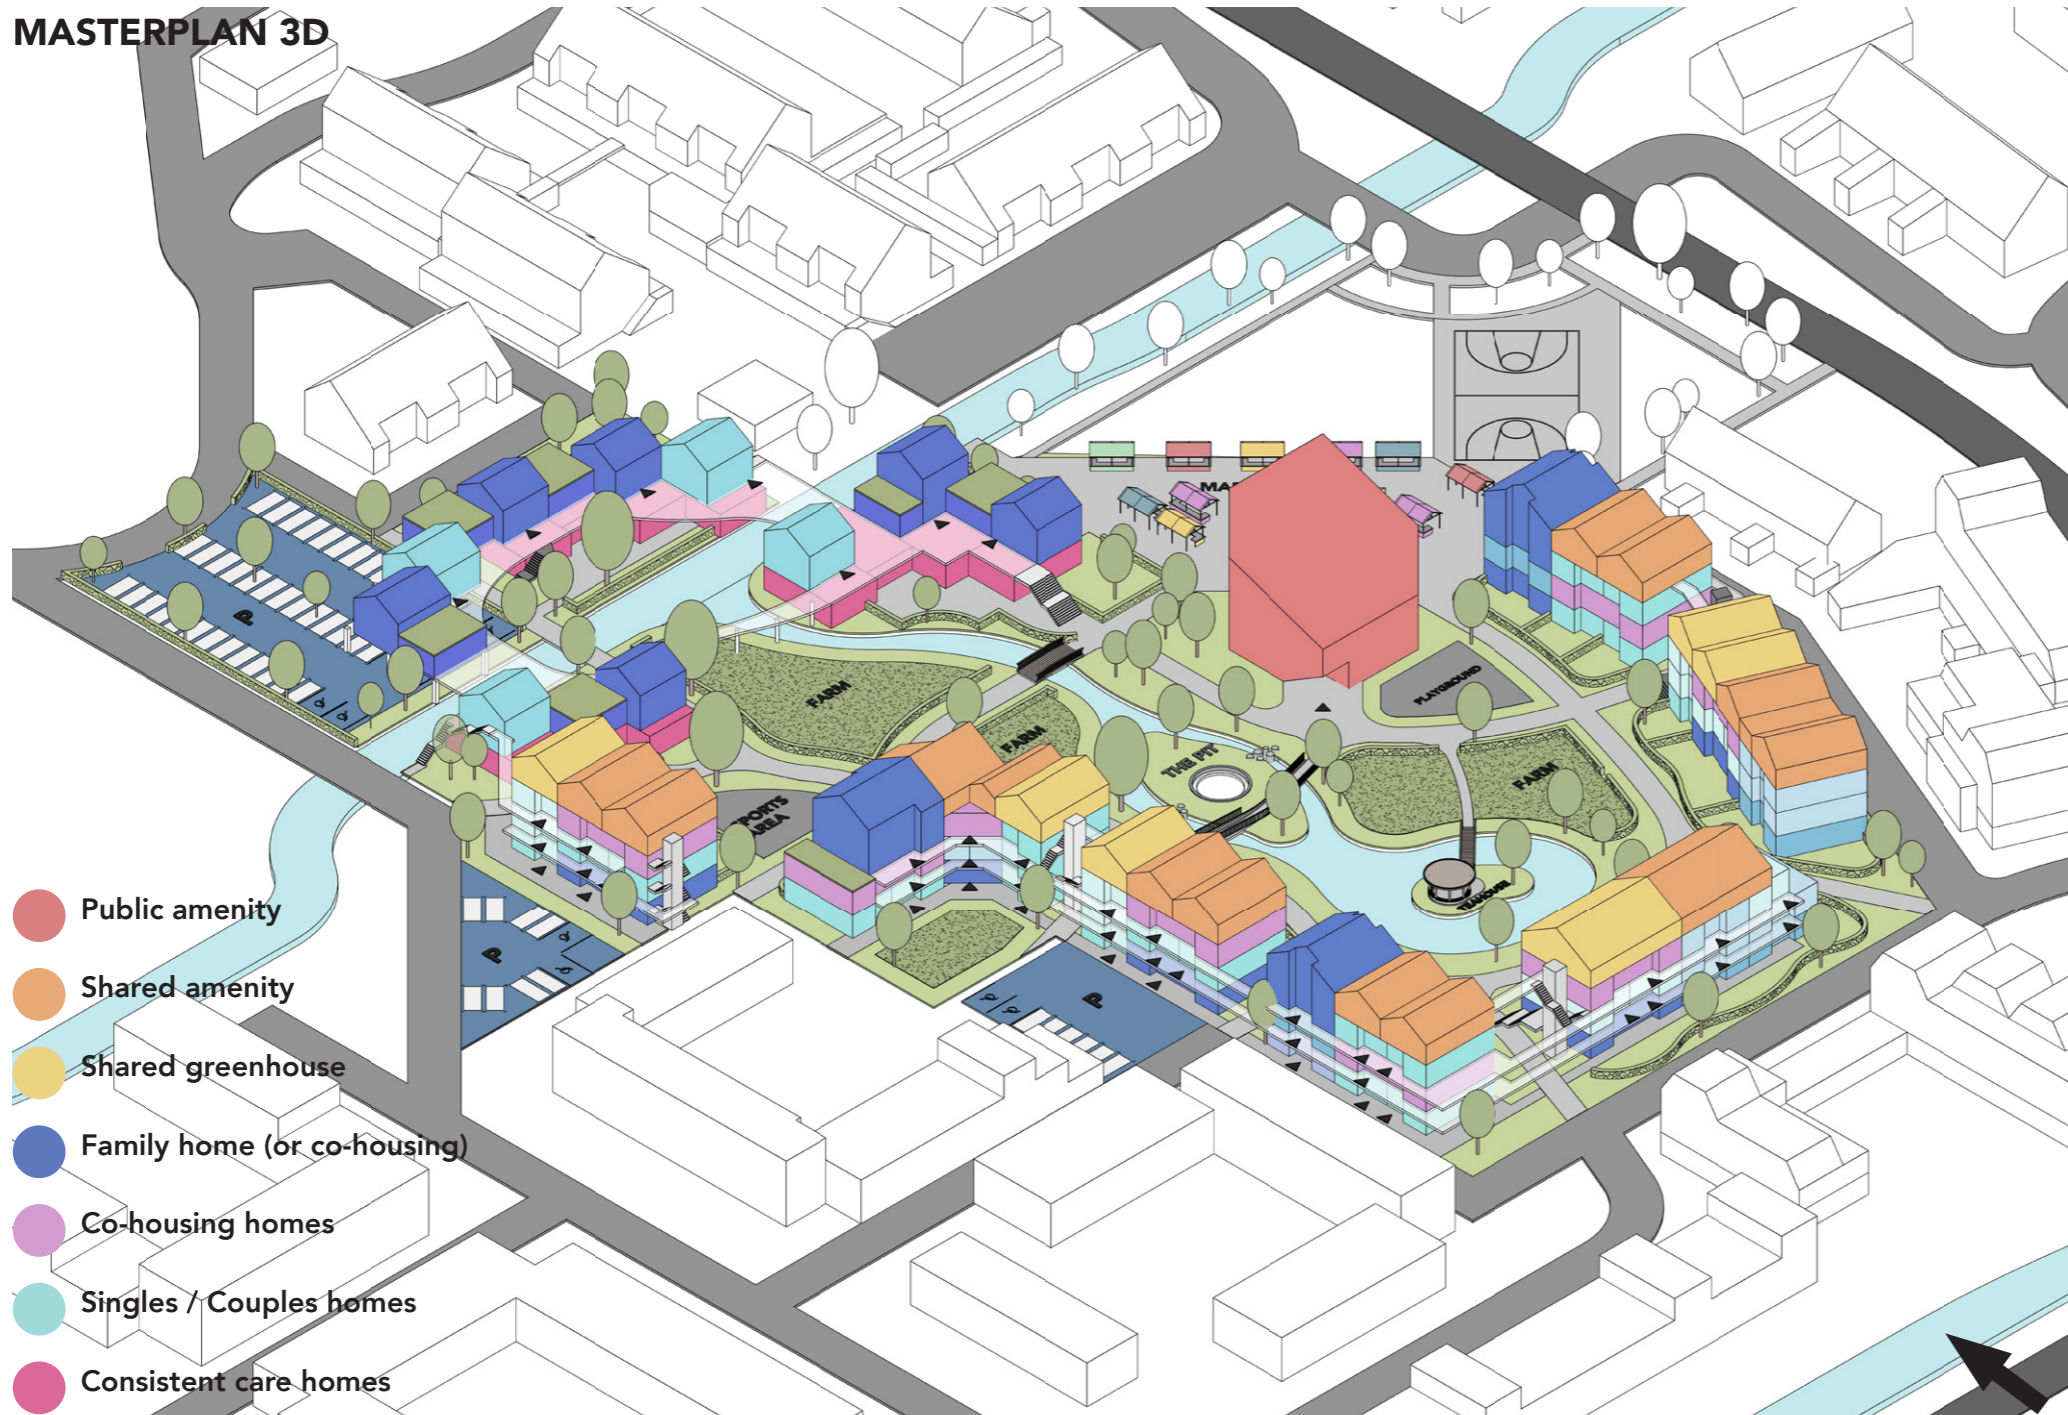 MASTERPLAN 3D
FARM
PLAYGROUND
FARM
THE PIT
FARM
SPORTS
AREA
TEAHOUSE
P
P
P
Public amenity
Shared amenity
Shared greenhouse
Family home (or co-housing)
Co-housing homes
Singles / Couples homes
Consistent care homes